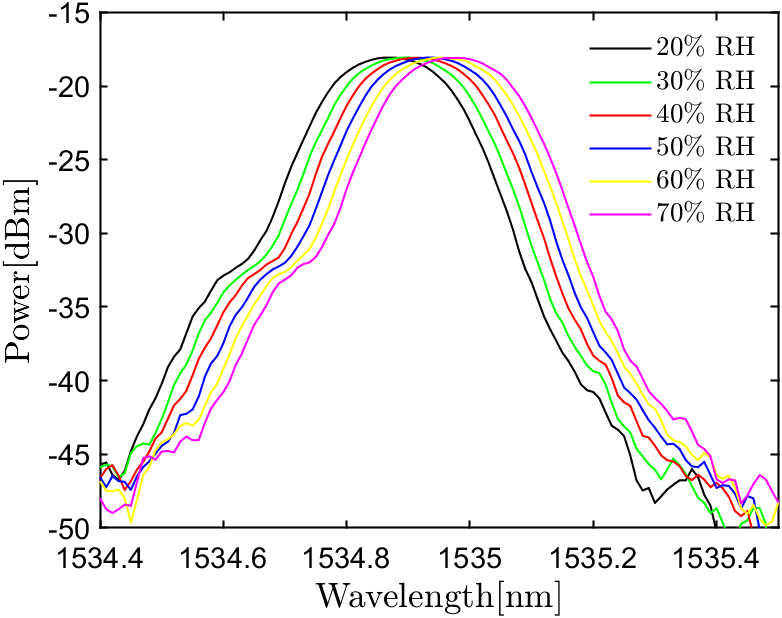 -15
-20
-25
-30
-35
-40
-45
-50
Power[dBm]
20% RH
30% RH
40% RH
50% RH
60% RH
70% RH
1534.4 1534.6 1534.8 1535 1535.2 1535.4
Wavelength[nm]